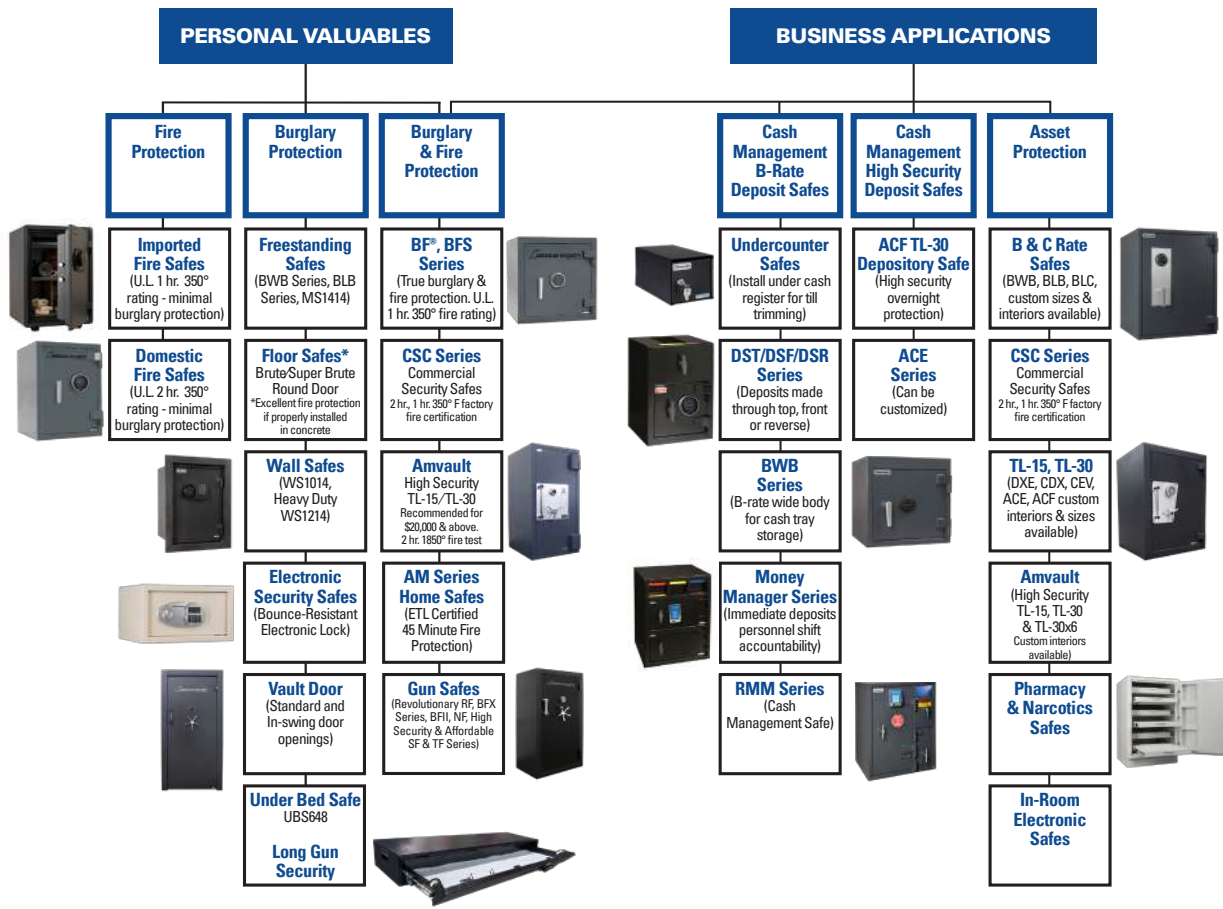 PERSONAL VALUABLES
BUSINESS APPLICATIONS
Fire
Protection
Imported
Fire Safes
(U.L. 1 hr. 350°
rating - minimal
burglary protection)
Domestic
Fire Safes
(U.L. 2 hr. 350°
rating - minimal
burglary protection)
Burglary
Protection
Freestanding
Safes
(BWB Series, BLB
Series, MS1414)
Floor Safes*
Brute/Super Brute
Round Door
*Excellent fire protection
if properly installed
in concrete
Wall Safes
(WS1014,
Heavy Duty
WS1214)
Electronic
Security Safes
(Bounce-Resistant
Electronic Lock)
Vault Door
(Standard and
In-swing door
openings)
Under Bed Safe
UBS648
Long Gun
Security
Burglary
& Fire
Protection
BF®, BFS
Series
(True burglary &
fire protection. U.L.
1 hr. 350° fire rating)
CSC Series
Commercial
Security Safes
2 hr., 1 hr. 350° F factory
fire certification
Amvault
High Security
TL-15/TL-30
Recommended for
$20,000 & above.
2 hr. 1850° fire test
AM Series
Home Safes
(ETL Certified
45 Minute Fire
Protection)
Gun Safes
(Revolutionary RF, BFX
Series, BFII, NF, High
Security & Affordable
SF & TF Series)
Cash
Management
B-Rate
Deposit Safes
Undercounter
Safes
(Install under cash
register for till
trimming)
DST/DSF/DSR
Series
(Deposits made
through top, front
or reverse)
BWB
Series
(B-rate wide body
for cash tray
storage)
Money
Manager Series
(Immediate deposits
personnel shift
accountability)
RMM Series
(Cash
Management Safe)
Cash
Management
High Security
Deposit Safes
ACF TL-30
Depository Safe
(High security
overnight
protection)
ACE
Series
(Can be
customized)
Asset
Protection
B & C Rate
Safes
(BWB, BLB, BLC,
custom sizes &
interiors available)
CSC Series
Commercial
Security Safes
2 hr., 1 hr. 350° F factory
fire certification
TL-15, TL-30
(DXE, CDX, CEV,
ACE, ACF custom
interiors & sizes
available)
Amvault
(High Security
TL-15, TL-30
& TL-30x6
Custom interiors
available)
Pharmacy
& Narcotics
Safes
In-Room
Electronic
Safes